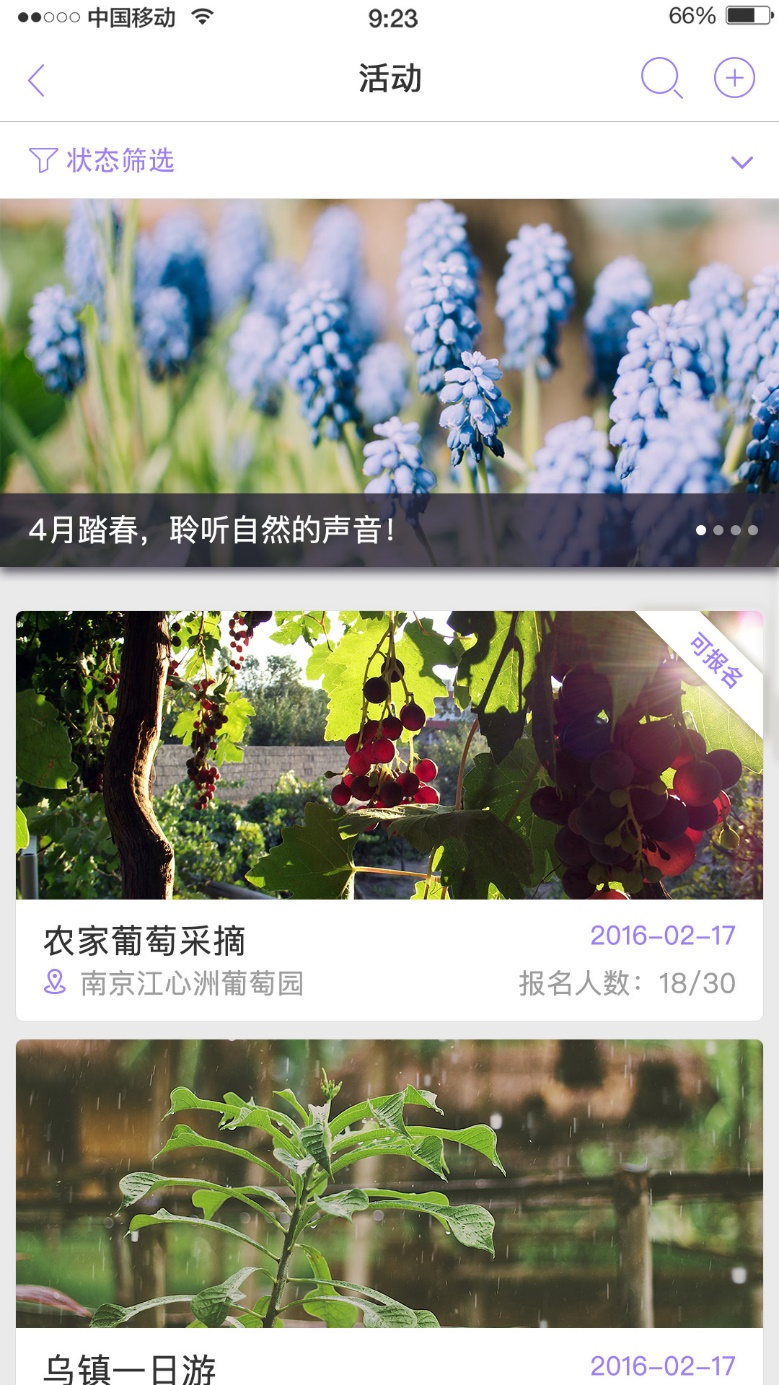 中国移动
9:23
66%
活动
状态筛选
4月踏春，聆听自然的声音！
可报名
农家葡萄采摘
2016-02-17
南京江心洲葡萄园
报名人数：18/30
乌镇一日游
2016-02-17